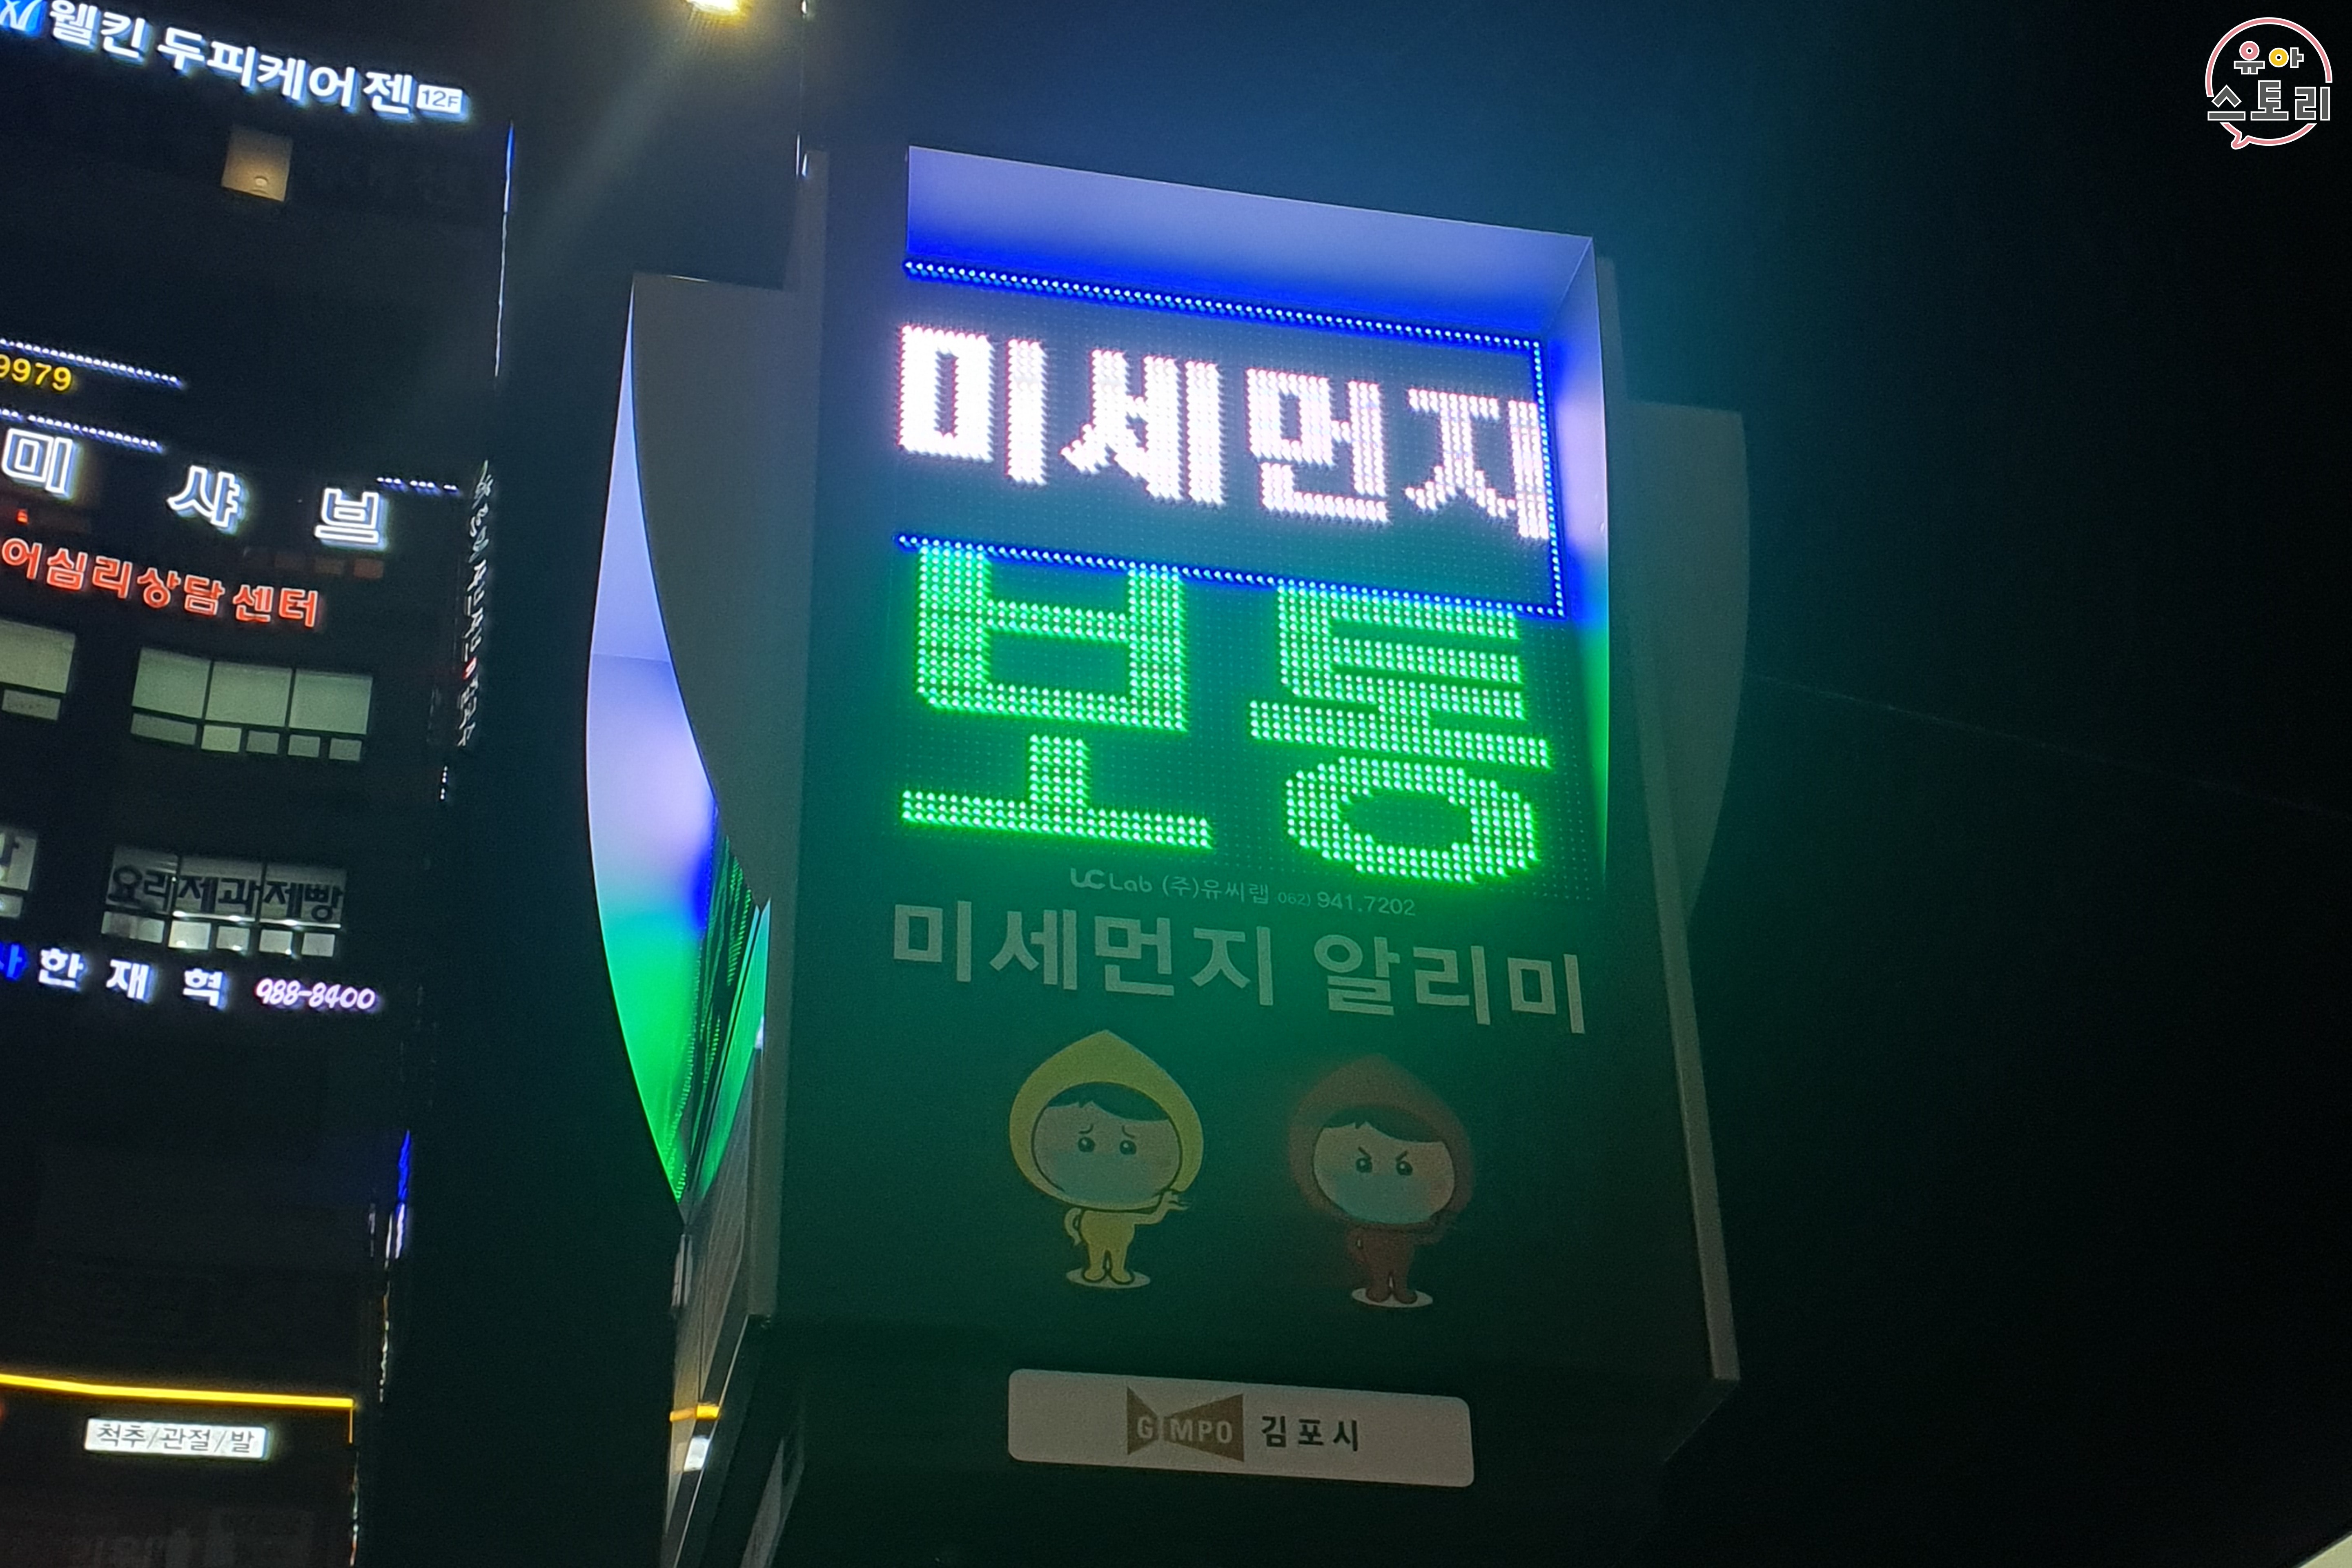 웰킨 두피케어 젠 12F
유아
스토리
9979
미 샤 브
어심리상담센터
요리제과제빵
한 재 혁 988-8400
척추/관절/발
미세먼지
보통
UC Lab (주)유씨랩 062) 941.7202
미세먼지 알리미
GIMPO 김포시